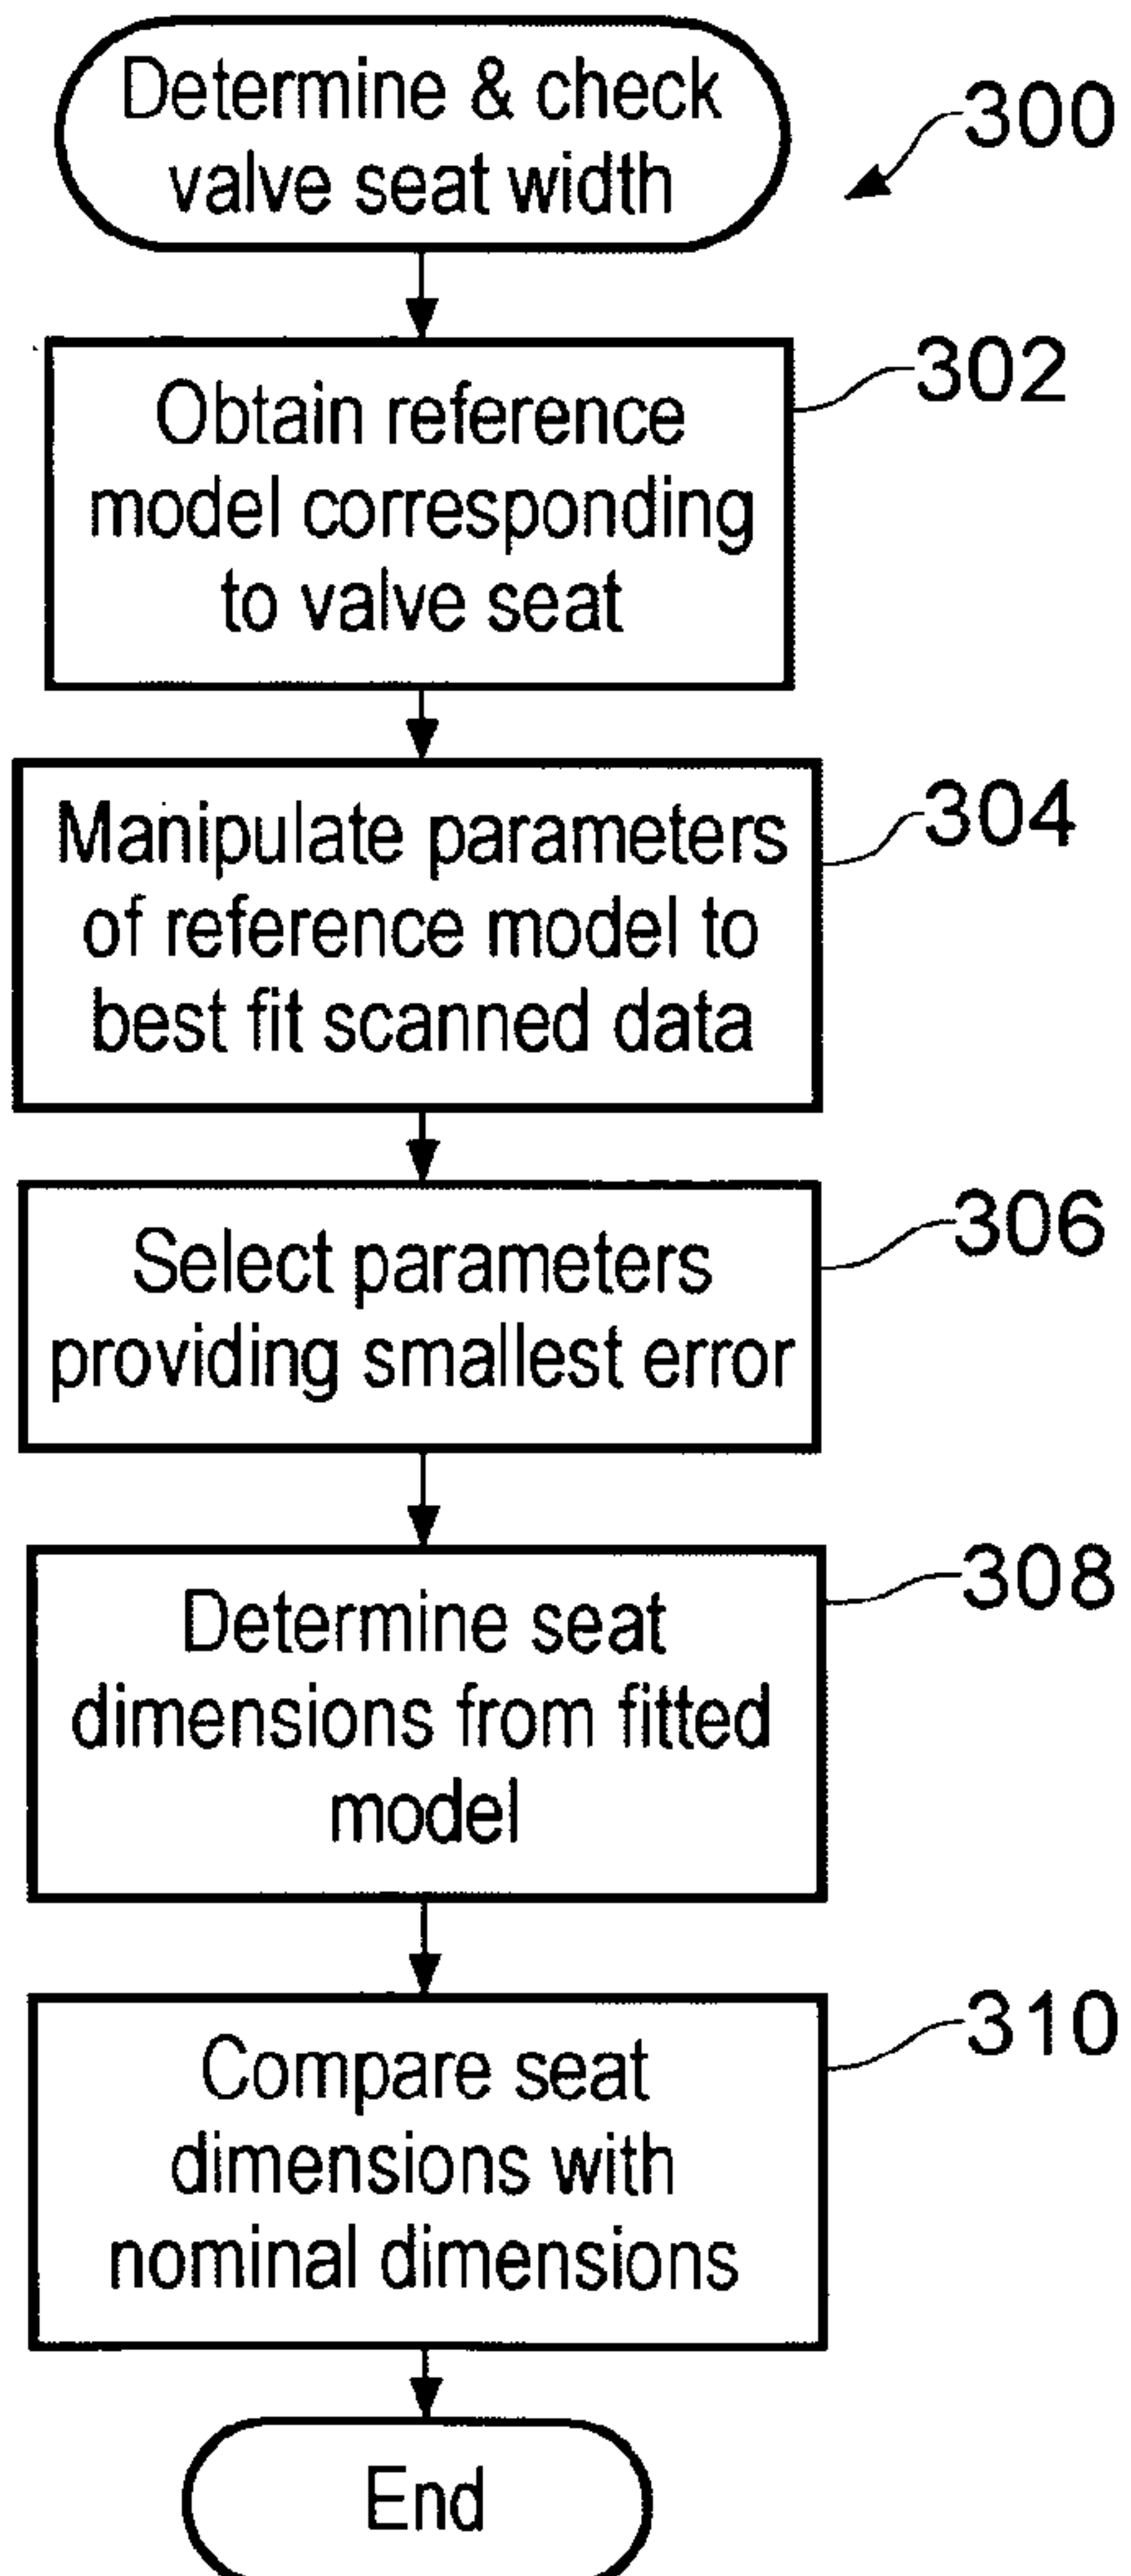 Determine & check
valve seat width
300
302
Obtain reference
model corresponding
to valve seat
304
Manipulate parameters
of reference model to
best fit scanned data
306
Select parameters
providing smallest error
308
Determine seat
dimensions from fitted
model
310
Compare seat
dimensions with
nominal dimensions
End